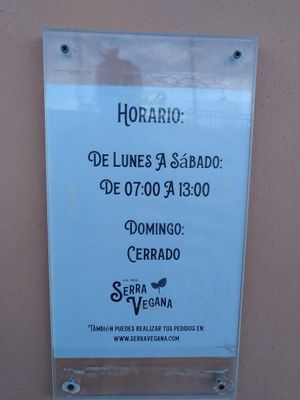 HORARIO:
DE LUNES A SÁBADO:
DE 07:00 A 13:00
DOMINGO:
CERRADO
SERRA
VEGANA
TAMBIÉN PUEDES REALIZAR TUS PEDIDOS EN:
WWW.SERRAVEGANA.COM